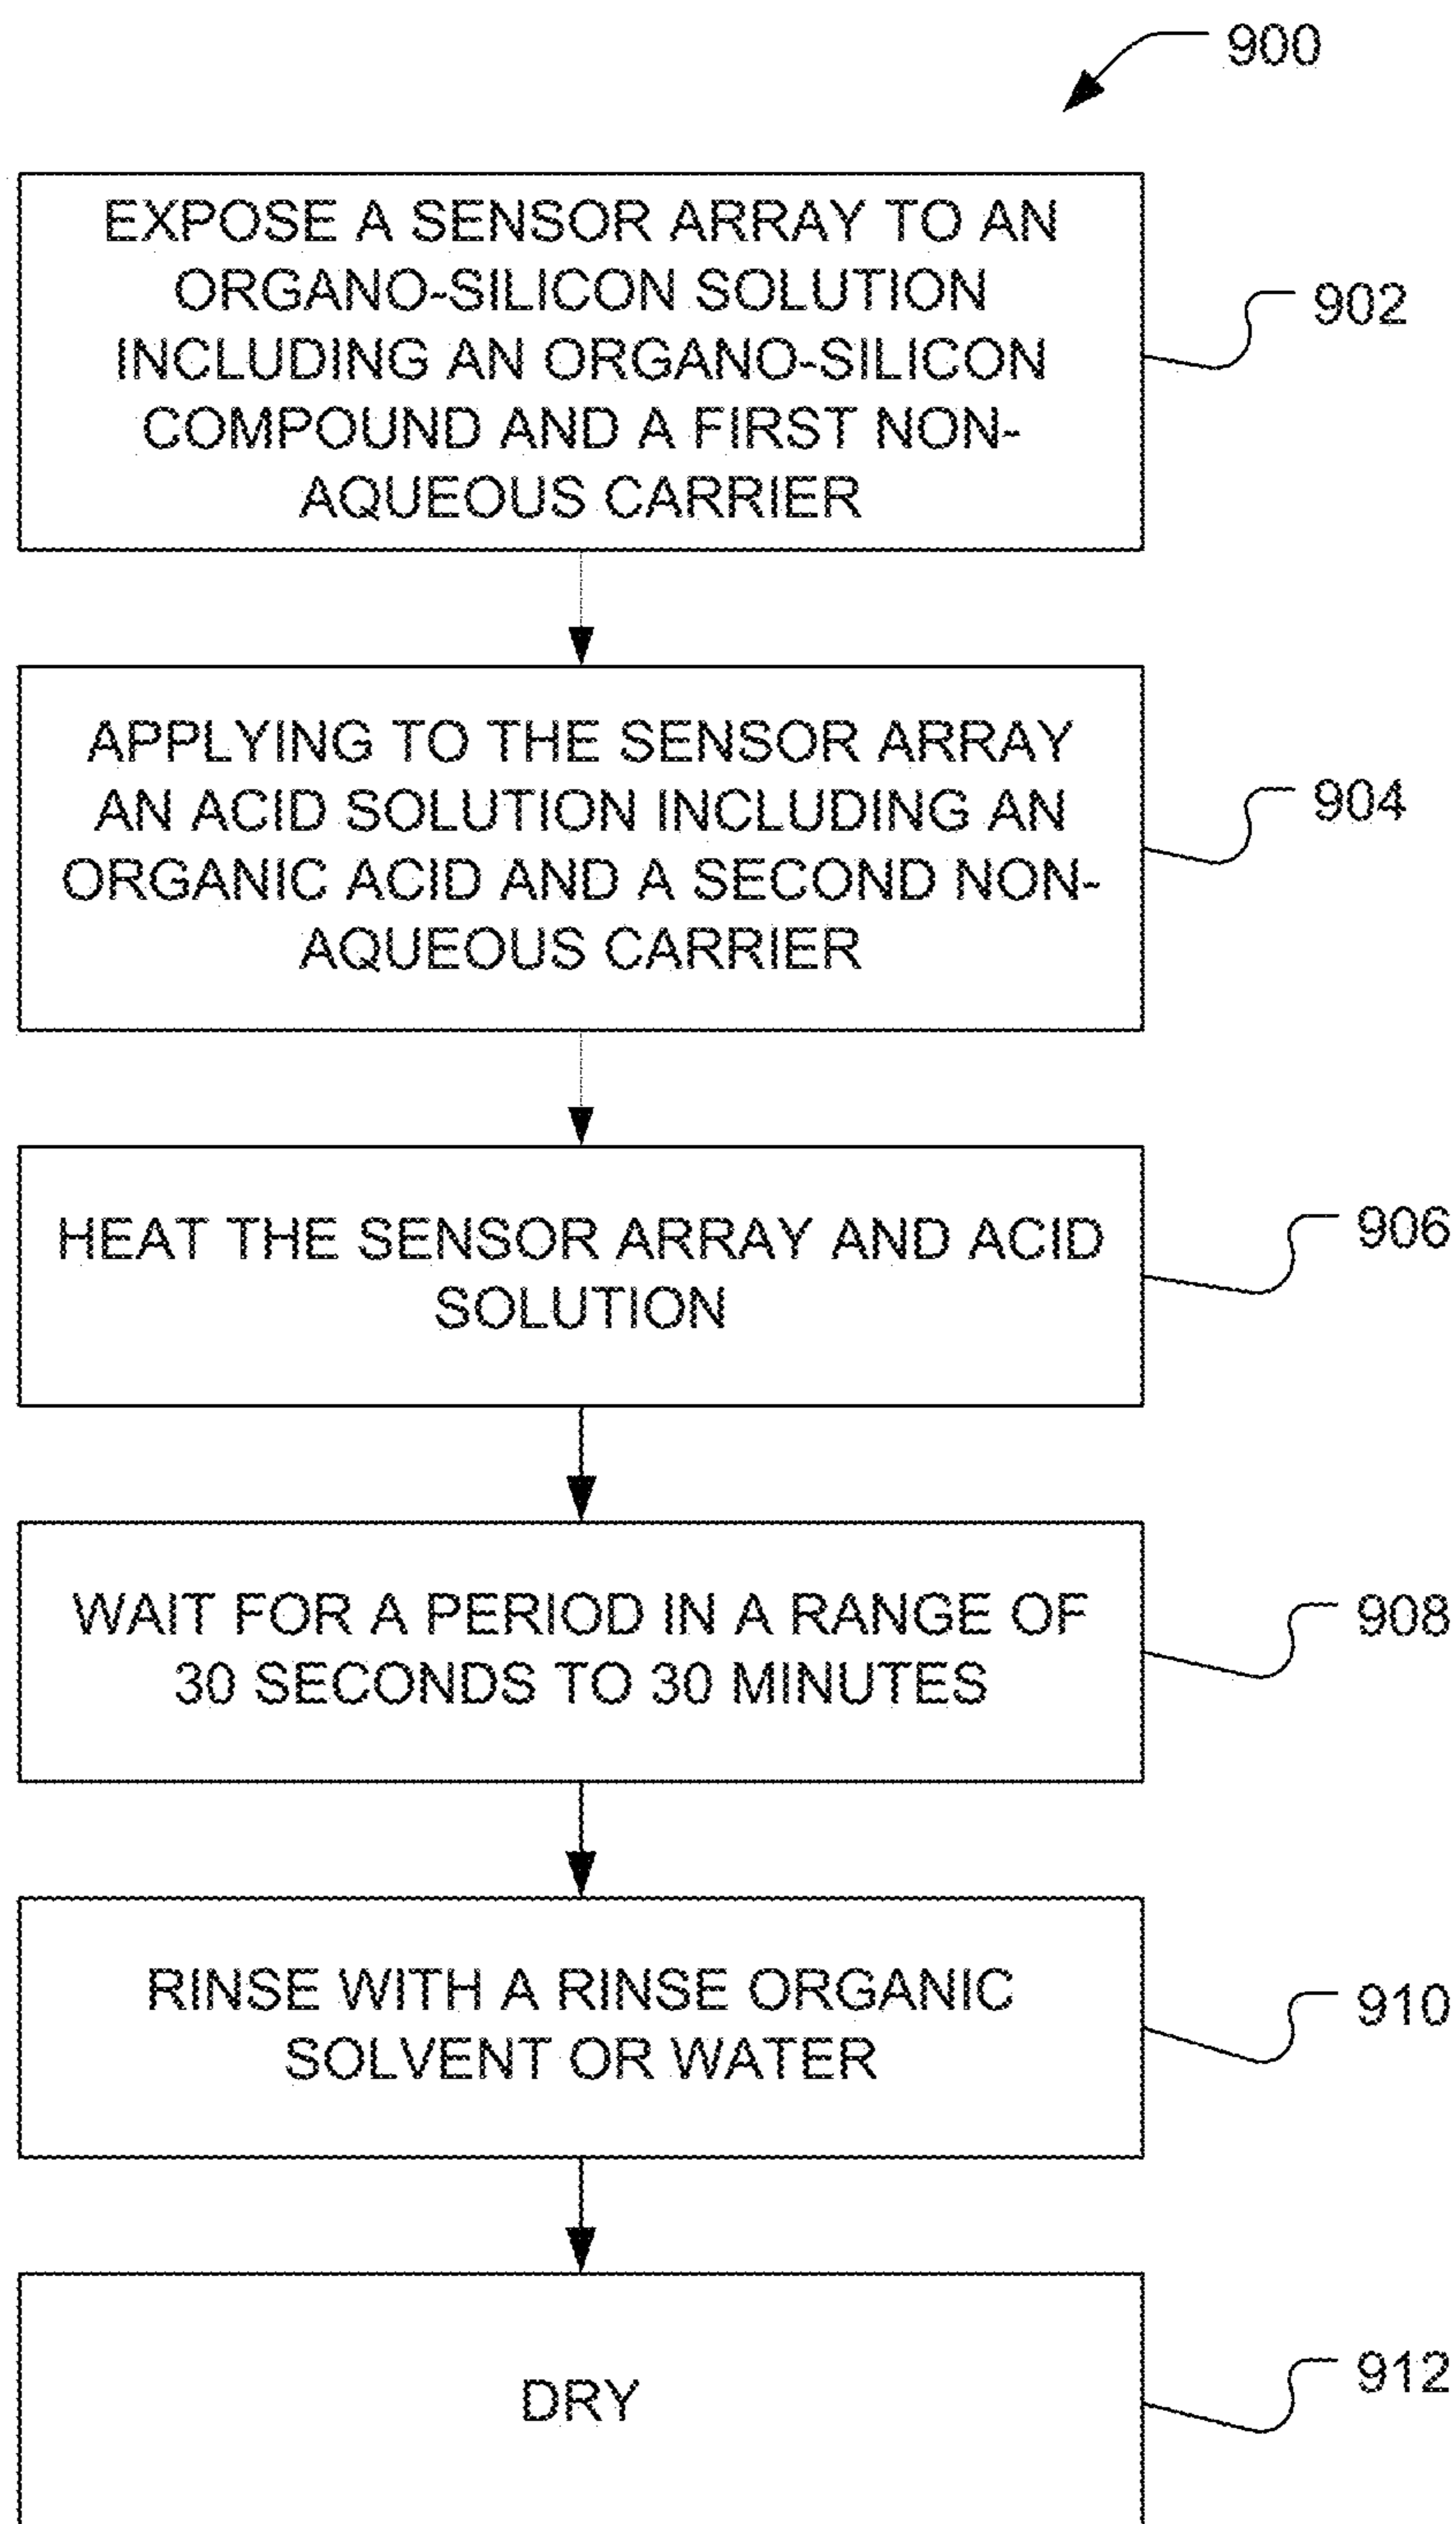 900
EXPOSE A SENSOR ARRAY TO AN
ORGANO-SILICON SOLUTION
INCLUDING AN ORGANO-SILICON
COMPOUND AND A FIRST NON-
AQUEOUS CARRIER
902
APPLYING TO THE SENSOR ARRAY
AN ACID SOLUTION INCLUDING AN
ORGANIC ACID AND A SECOND NON-
AQUEOUS CARRIER
904
HEAT THE SENSOR ARRAY AND ACID
SOLUTION
906
WAIT FOR A PERIOD IN A RANGE OF
30 SECONDS TO 30 MINUTES
908
RINSE WITH A RINSE ORGANIC
SOLVENT OR WATER
910
DRY
912